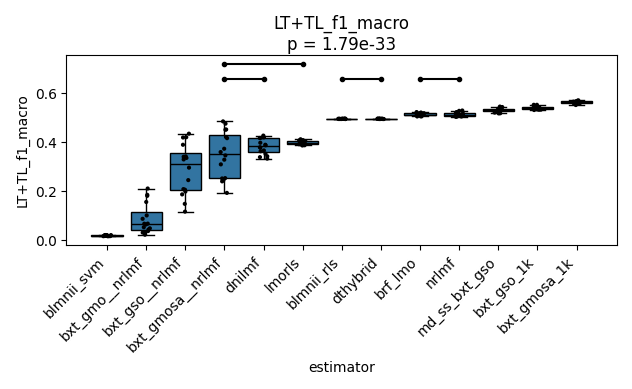 LT+TL_f1_macro
p = 1.79e-33
LT+TL_f1_macro
0.6
0.4
0.2
0.0
blmnii_svm
bxt_gmo__nrlmf
bxt_gso__nrlmf
bxt_gmosa__nrlmf
dnilmf
lmorls
blmnii_rls
dthybrid
brf_lmo
nrlmf
md_ss_bxt_gso
bxt_gso_1k
bxt_gmosa_1k
estimator